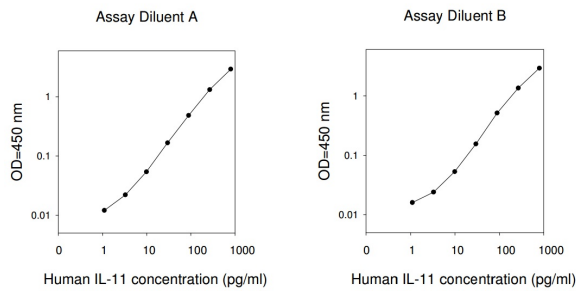 Assay Diluent A
OD=450 nm
1
0.1
0.01
0 1 10 100 1000
Human IL-11 concentration (pg/ml)
Assay Diluent B
OD=450 nm
1
0.1
0.01
0 1 10 100 1000
Human IL-11 concentration (pg/ml)